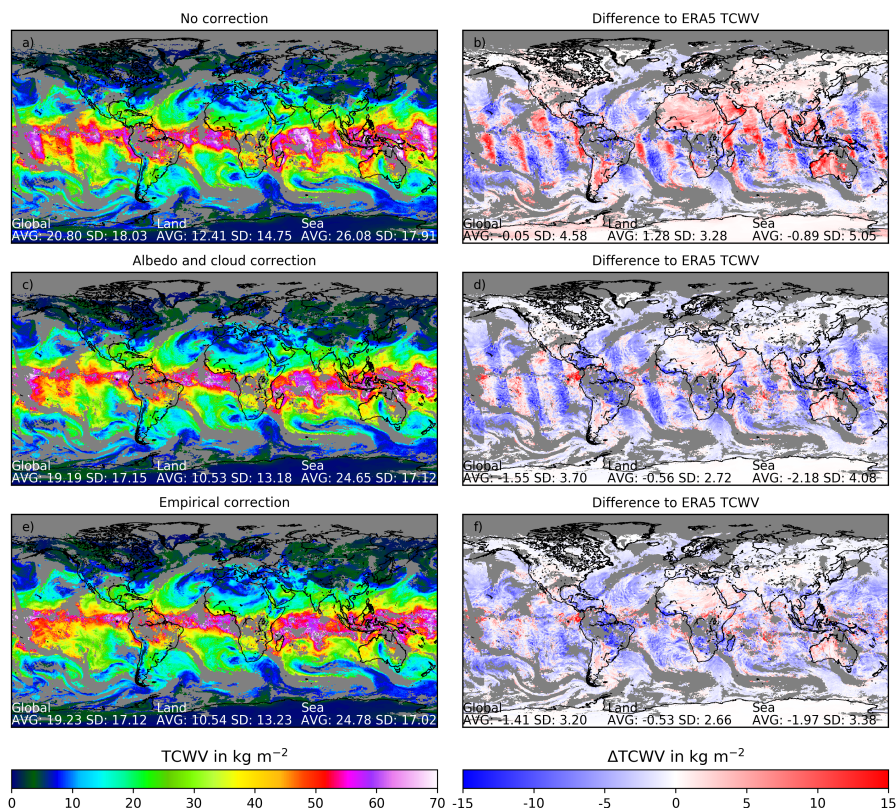 No correction
Difference to ERA5 TCWV
a)
b)
Global Land Sea
AVG: 20.80 SD: 18.03 AVG: 12.41 SD: 14.75 AVG: 26.08 SD: 17.91
Global Land Sea
AVG: -0.05 SD: 4.58 AVG: 1.28 SD: 3.28 AVG: -0.89 SD: 5.05
Albedo and cloud correction
Difference to ERA5 TCWV
c)
d)
Global Land Sea
AVG: 19.19 SD: 17.15 AVG: 10.53 SD: 13.18 AVG: 24.65 SD: 17.12
Global Land Sea
AVG: -1.55 SD: 3.70 AVG: -0.56 SD: 2.72 AVG: -2.18 SD: 4.08
Empirical correction
Difference to ERA5 TCWV
e)
f)
Global Land Sea
AVG: 19.23 SD: 17.12 AVG: 10.54 SD: 13.23 AVG: 24.78 SD: 17.02
Global Land Sea
AVG: -1.41 SD: 3.20 AVG: -0.53 SD: 2.66 AVG: -1.97 SD: 3.38
TCWV in kg m⁻²
ΔTCWV in kg m⁻²
0 10 20 30 40 50 60 70
-15 -10 -5 0 5 10 15